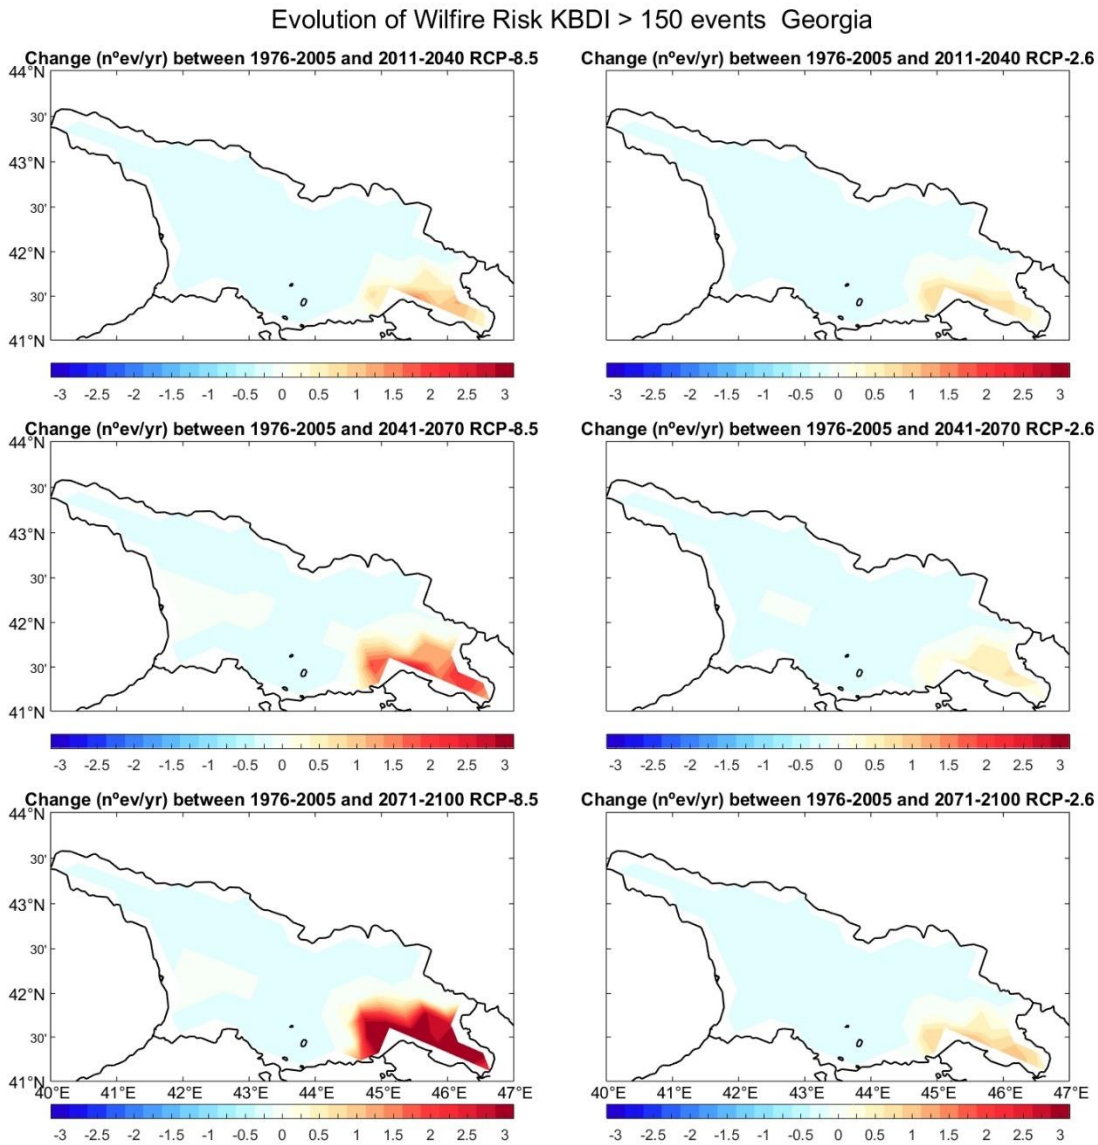 Evolution of Wilfire Risk KBDI > 150 events  Georgia
Change (nºev/yr) between 1976-2005 and 2011-2040 RCP-8.5
44°N
30'
43°N
30'
42°N
30'
41°N
-3 -2.5 -2 -1.5 -1 -0.5 0 0.5 1 1.5 2 2.5 3
Change (nºev/yr) between 1976-2005 and 2011-2040 RCP-2.6
-3 -2.5 -2 -1.5 -1 -0.5 0 0.5 1 1.5 2 2.5 3
Change (nºev/yr) between 1976-2005 and 2041-2070 RCP-8.5
44°N
30'
43°N
30'
42°N
30'
41°N
-3 -2.5 -2 -1.5 -1 -0.5 0 0.5 1 1.5 2 2.5 3
Change (nºev/yr) between 1976-2005 and 2041-2070 RCP-2.6
-3 -2.5 -2 -1.5 -1 -0.5 0 0.5 1 1.5 2 2.5 3
Change (nºev/yr) between 1976-2005 and 2071-2100 RCP-8.5
44°N
30'
43°N
30'
42°N
30'
41°N
40°E 41°E 42°E 43°E 44°E 45°E 46°E 47°E
-3 -2.5 -2 -1.5 -1 -0.5 0 0.5 1 1.5 2 2.5 3
Change (nºev/yr) between 1976-2005 and 2071-2100 RCP-2.6
40°E 41°E 42°E 43°E 44°E 45°E 46°E 47°E
-3 -2.5 -2 -1.5 -1 -0.5 0 0.5 1 1.5 2 2.5 3